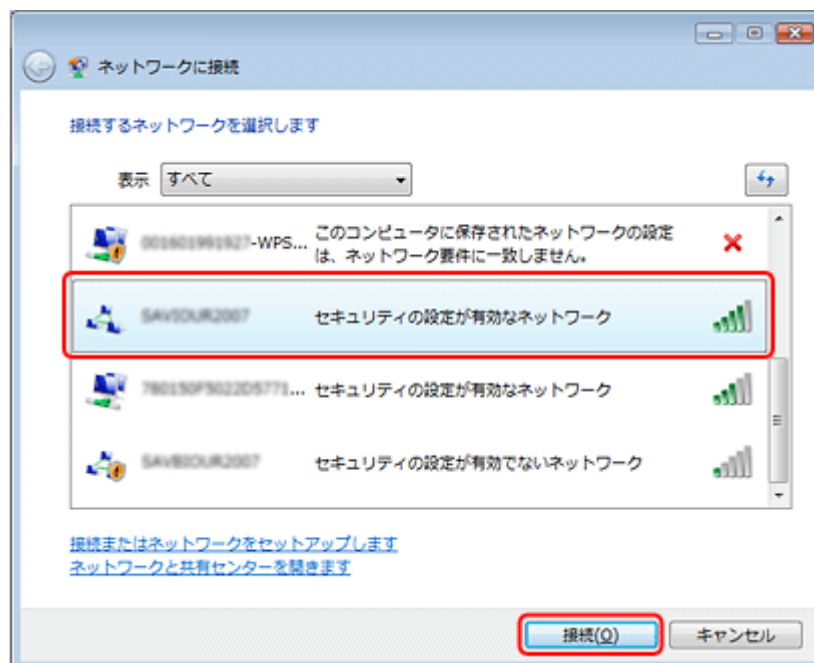 ネットワークに接続
接続するネットワークを選択します
表示 すべて
-WPS... このコンピュータに保存されたネットワークの設定
は、ネットワーク要件に一致しません。
セキュリティの設定が有効なネットワーク
... セキュリティの設定が有効なネットワーク
セキュリティの設定が有効でないネットワーク
接続またはネットワークをセットアップします
ネットワークと共有センターを開きます
接続(O) キャンセル